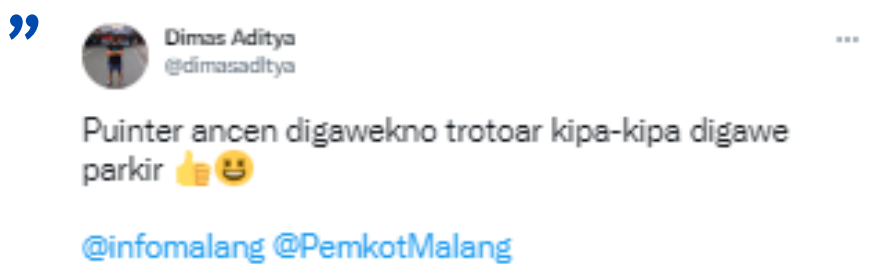 ”
Dimas Aditya
@dimasadltya
Puinter ancen digawekno trotoar kipa-kipa digawe
parkir 👍😃
@infomalang @PemkotMalang